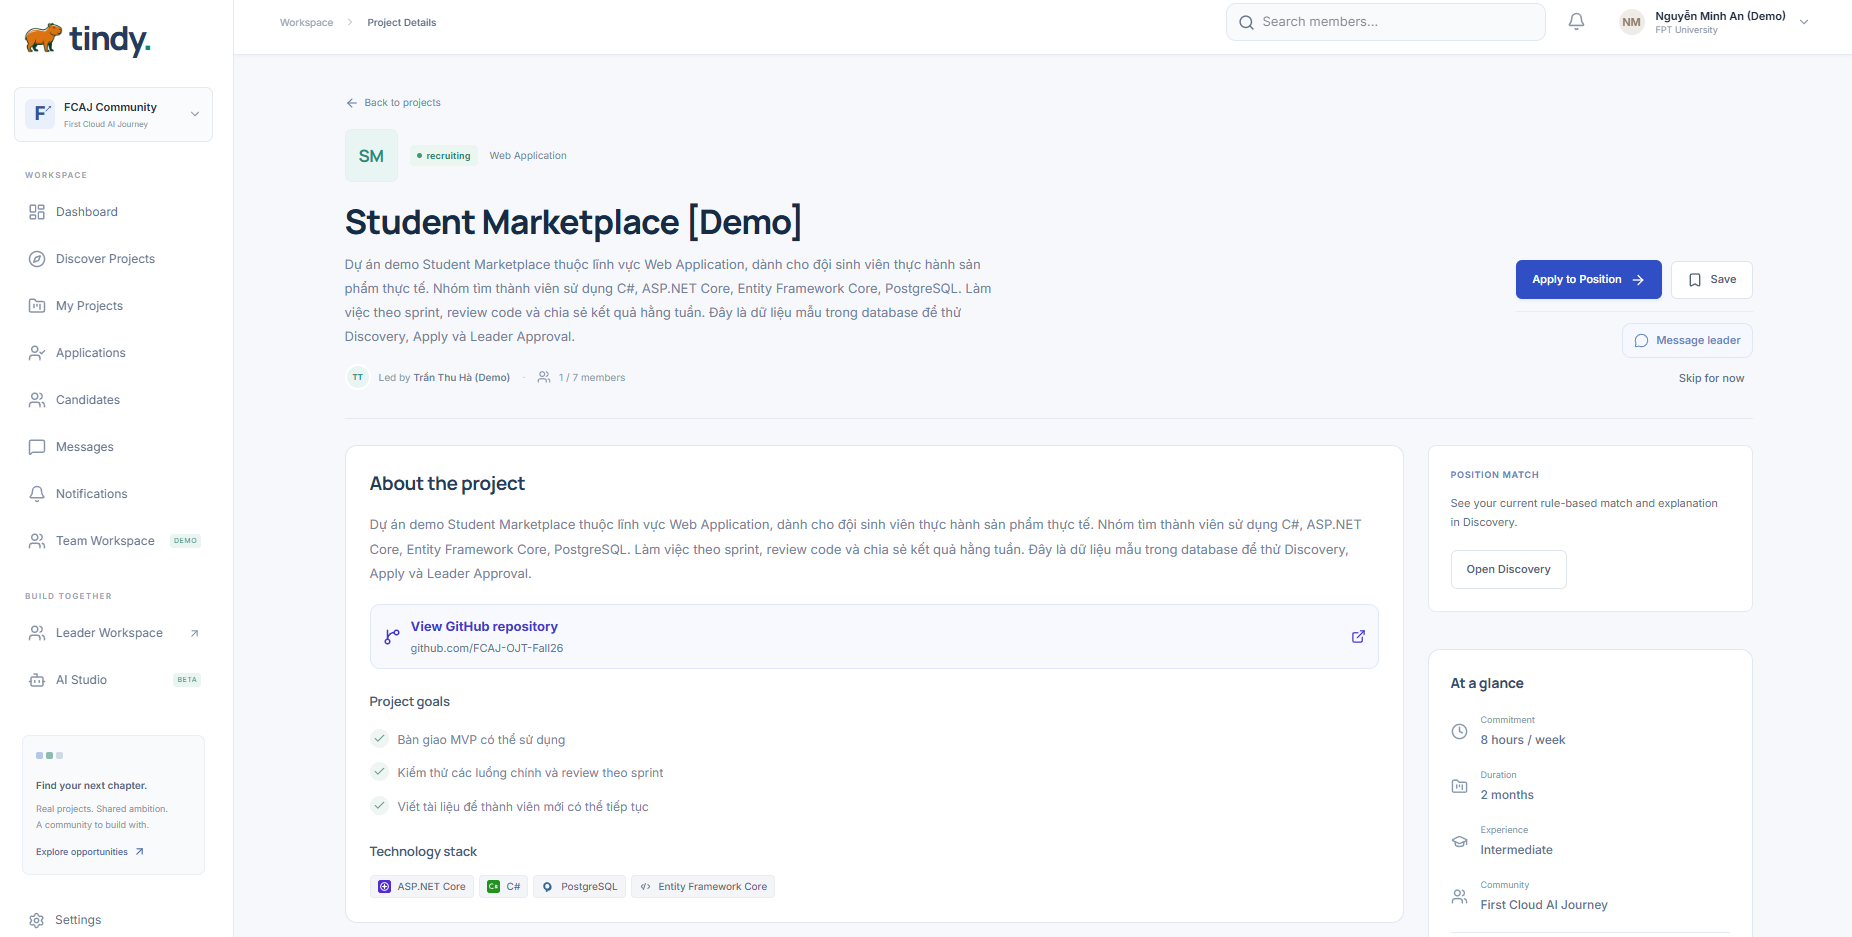 tindy.
FCAJ Community
First Cloud AI Journey
WORKSPACE
Dashboard
Discover Projects
My Projects
Applications
Candidates
Messages
Notifications
Team Workspace DEMO
BUILD TOGETHER
Leader Workspace
AI Studio BETA
Find your next chapter.
Real projects. Shared ambition.
A community to build with.
Explore opportunities
Settings
Workspace > Project Details
Search members...
NM
Nguyễn Minh An (Demo)
FPT University
Back to projects
SM
recruiting Web Application
Student Marketplace [Demo]
Dự án demo Student Marketplace thuộc lĩnh vực Web Application, dành cho đội sinh viên thực hành sản
phẩm thực tế. Nhóm tìm thành viên sử dụng C#, ASP.NET Core, Entity Framework Core, PostgreSQL. Làm
việc theo sprint, review code và chia sẻ kết quả hằng tuần. Đây là dữ liệu mẫu trong database để thử
Discovery, Apply và Leader Approval.
TT Led by Trần Thu Hà (Demo) · 1 / 7 members
Apply to Position
Save
Message leader
Skip for now
About the project
Dự án demo Student Marketplace thuộc lĩnh vực Web Application, dành cho đội sinh viên thực hành sản phẩm thực tế. Nhóm tìm thành viên sử dụng C#, ASP.NET
Core, Entity Framework Core, PostgreSQL. Làm việc theo sprint, review code và chia sẻ kết quả hằng tuần. Đây là dữ liệu mẫu trong database để thử Discovery,
Apply và Leader Approval.
View GitHub repository
github.com/FCAJ-OJT-Fall26
Project goals
Bàn giao MVP có thể sử dụng
Kiểm thử các luồng chính và review theo sprint
Viết tài liệu để thành viên mới có thể tiếp tục
Technology stack
ASP.NET Core C# PostgreSQL Entity Framework Core
POSITION MATCH
See your current rule-based match and explanation
in Discovery.
Open Discovery
At a glance
Commitment
8 hours / week
Duration
2 months
Experience
Intermediate
Community
First Cloud AI Journey